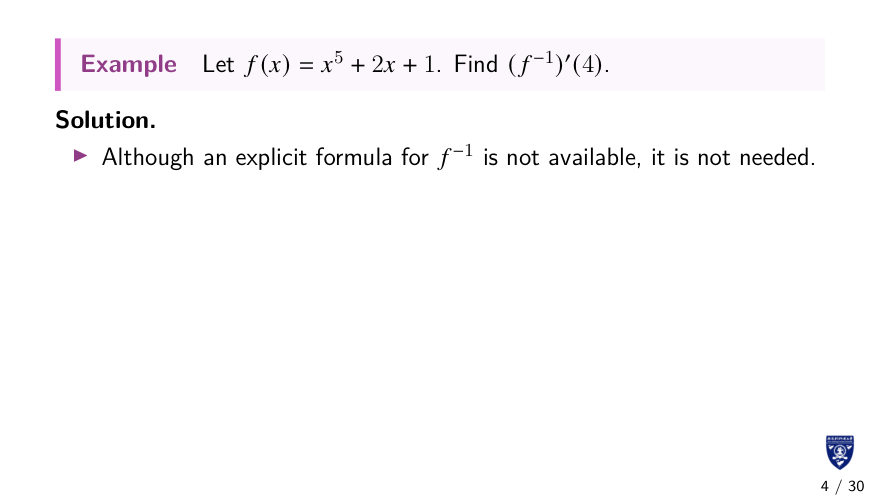 Example Let f(x) = x⁵ + 2x + 1. Find (f⁻¹)′(4).
Solution.
▶ Although an explicit formula for f⁻¹ is not available, it is not needed.
4 / 30